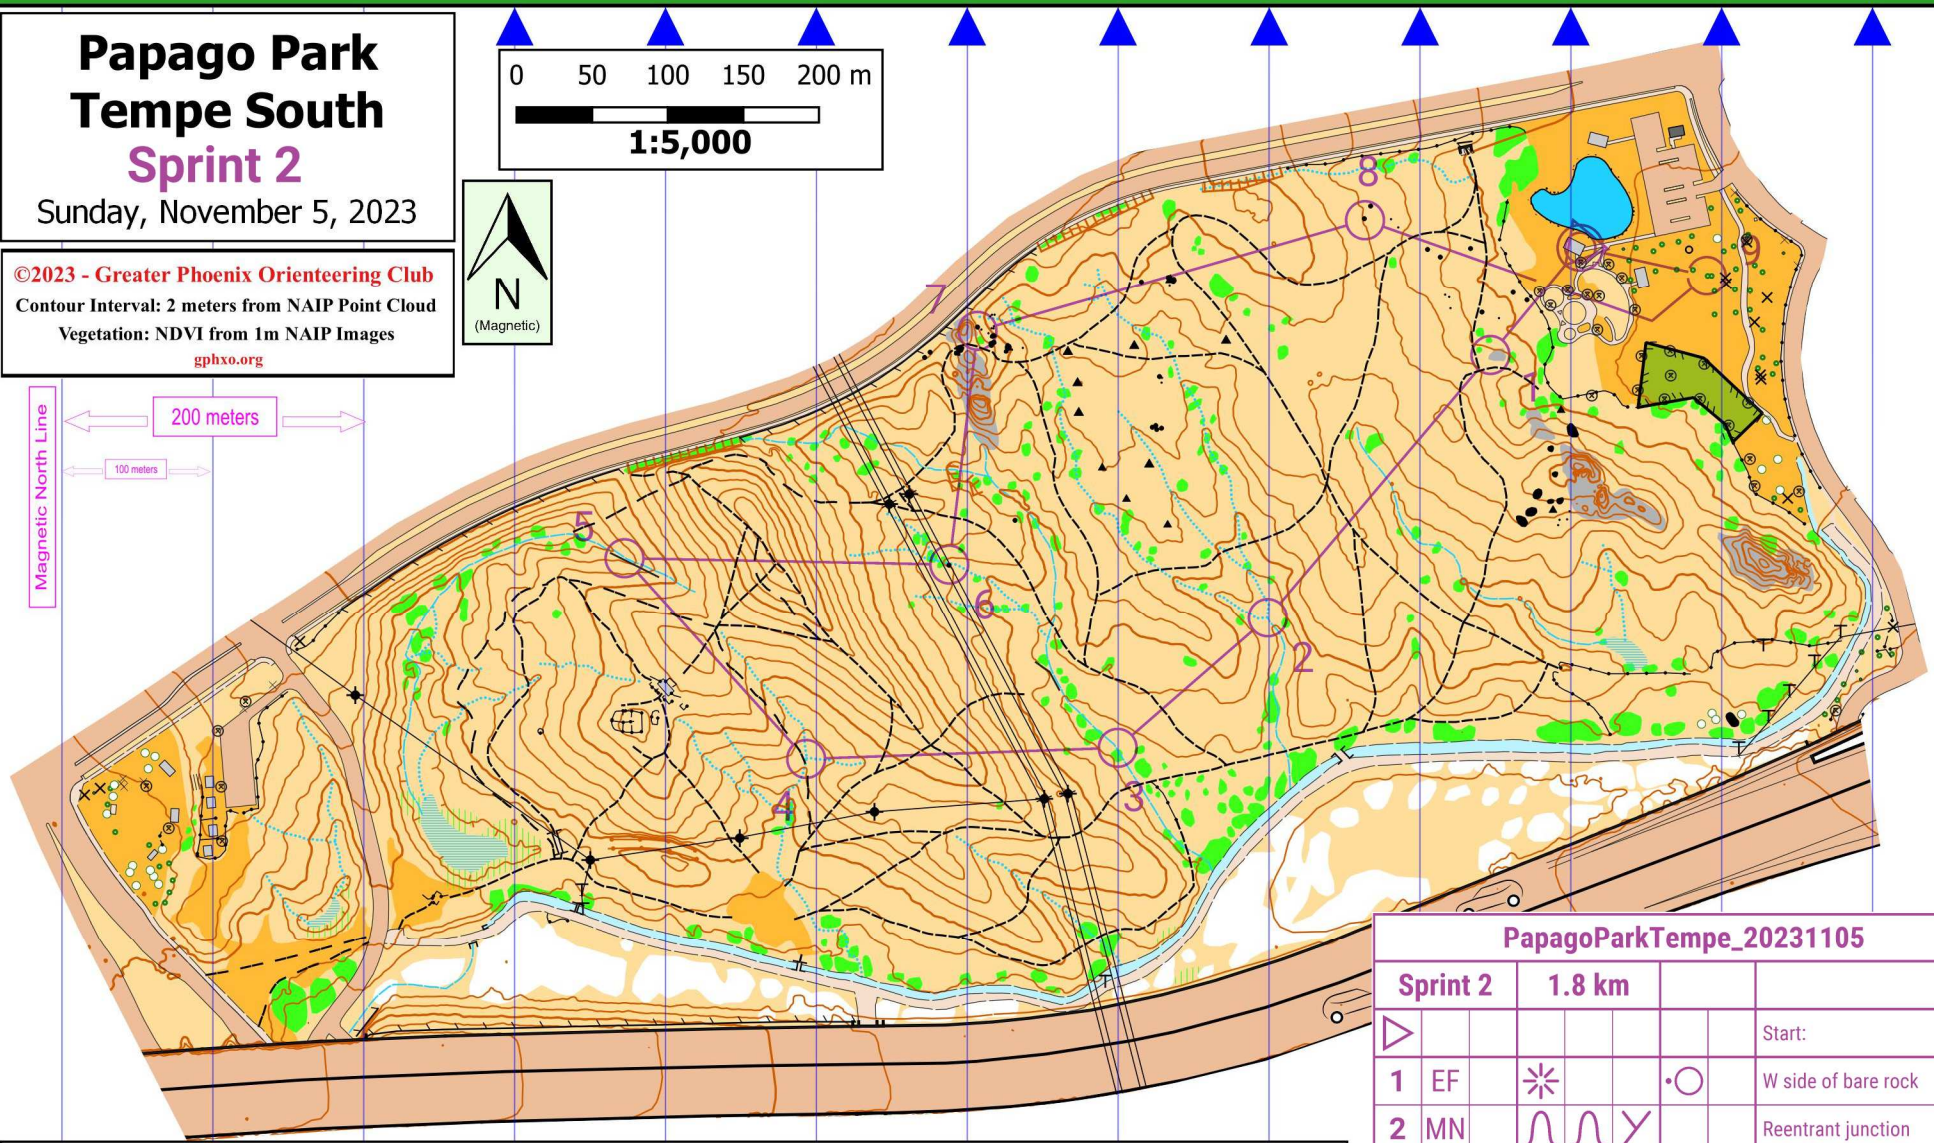 Papago Park
Tempe South
Sprint 2
Sunday, November 5, 2023
©2023 - Greater Phoenix Orienteering Club
Contour Interval: 2 meters from NAIP Point Cloud
Vegetation: NDVI from 1m NAIP Images
gphxo.org
0 50 100 150 200 m
1:5,000
N
(Magnetic)
Magnetic North Line
200 meters
100 meters
8
9
7
1
5
6
2
4
3
PapagoParkTempe_20231105
Sprint 2 1.8 km
Start:
1 EF W side of bare rock
2 MN Reentrant junction